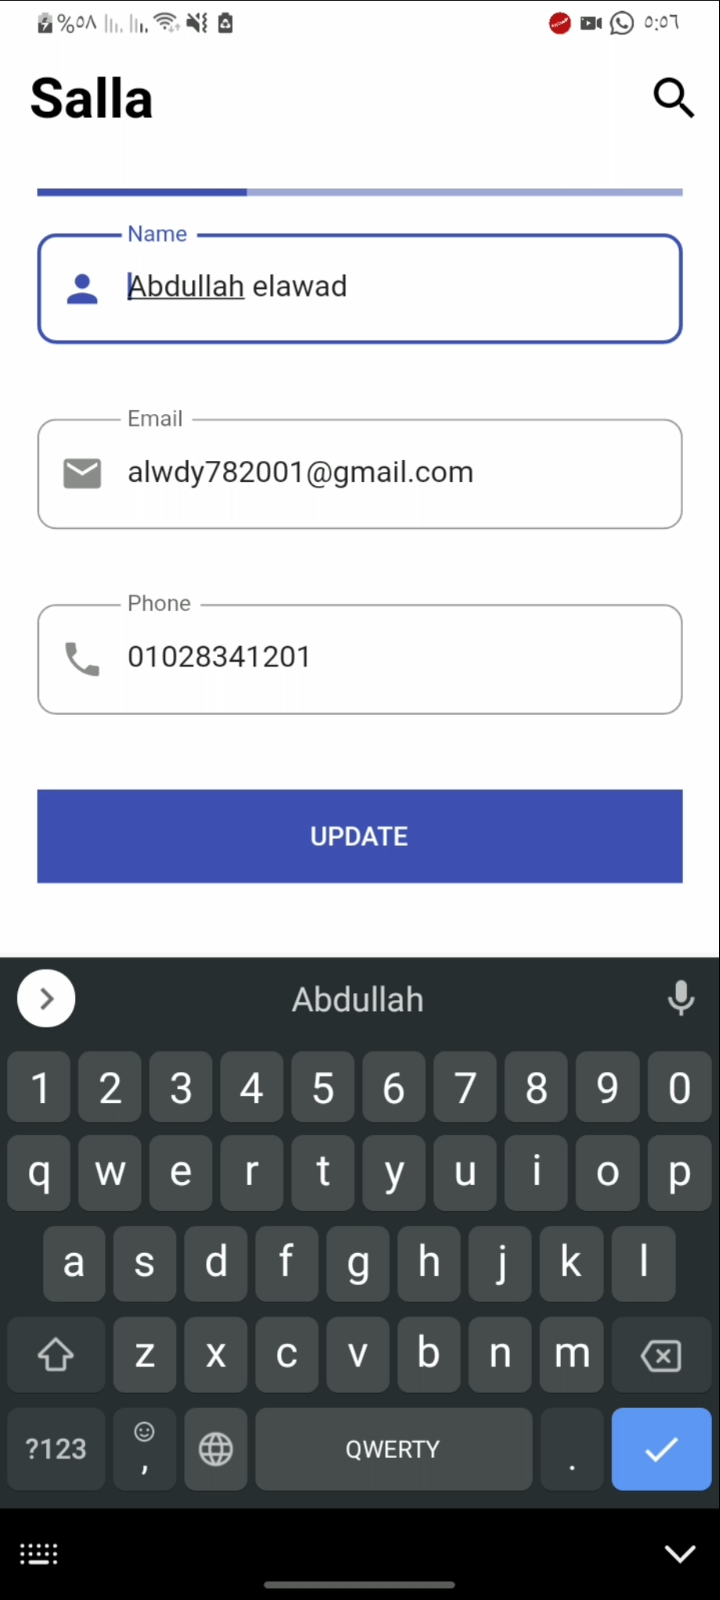 %٥٨
٥:٥٦
Salla
Name
Abdullah elawad
Email
alwdy782001@gmail.com
Phone
01028341201
UPDATE
Abdullah
1 2 3 4 5 6 7 8 9 0
q w e r t y u i o p
a s d f g h j k l
z x c v b n m
?123 , QWERTY .